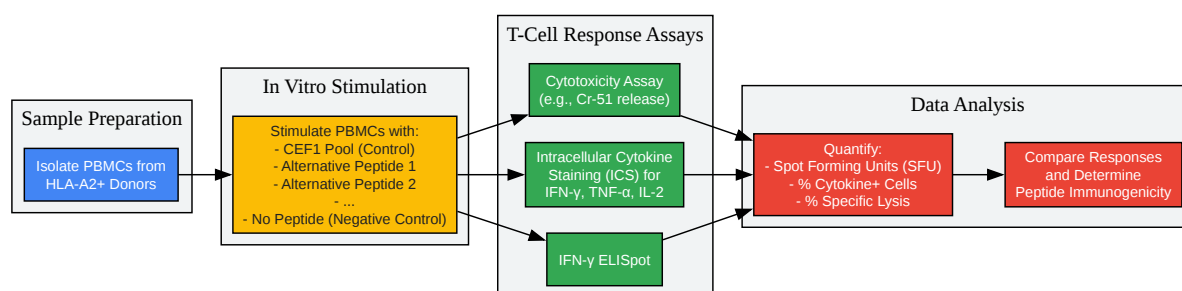 Sample Preparation
Isolate PBMCs from
HLA-A2+ Donors
In Vitro Stimulation
Stimulate PBMCs with:
- CEF1 Pool (Control)
- Alternative Peptide 1
- Alternative Peptide 2
- ...
- No Peptide (Negative Control)
T-Cell Response Assays
Cytotoxicity Assay
(e.g., Cr-51 release)
Intracellular Cytokine
Staining (ICS) for
IFN-γ, TNF-α, IL-2
IFN-γ ELISpot
Data Analysis
Quantify:
- Spot Forming Units (SFU)
- % Cytokine+ Cells
- % Specific Lysis
Compare Responses
and Determine
Peptide Immunogenicity